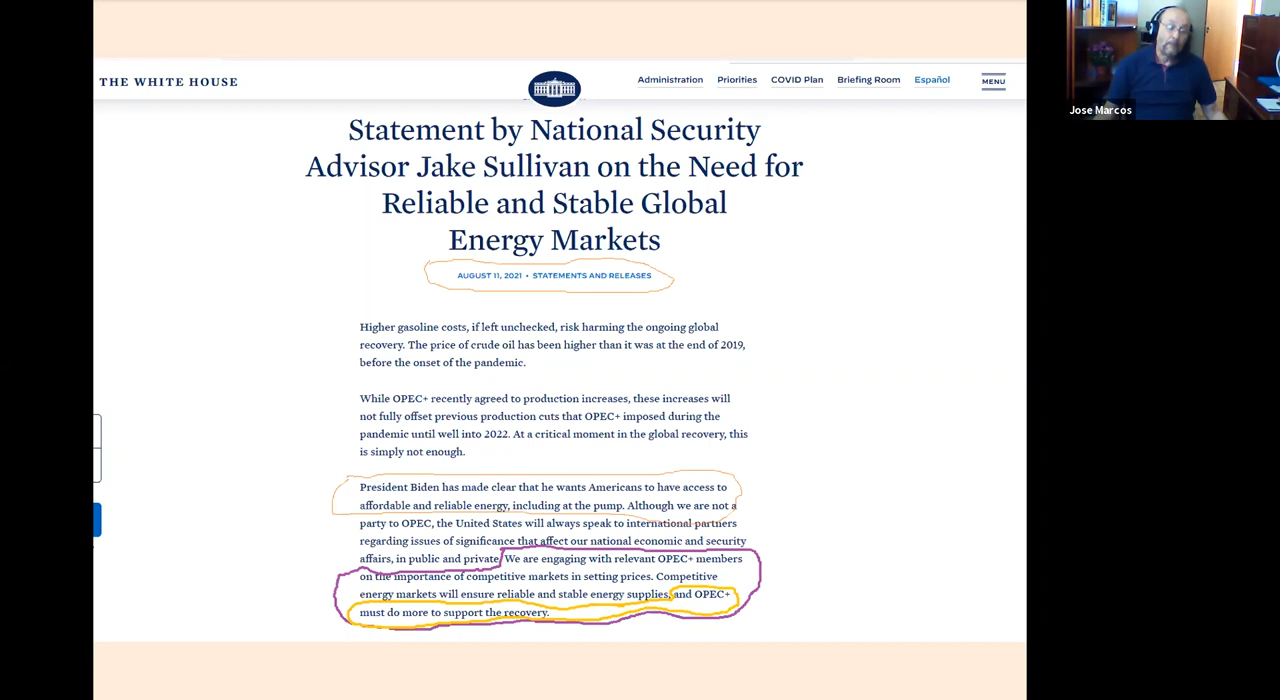 THE WHITE HOUSE
Administration
Priorities
COVID Plan
Briefing Room
Español
MENU
Jose Marcos
Statement by National Security
Advisor Jake Sullivan on the Need for
Reliable and Stable Global
Energy Markets
AUGUST 11, 2021 • STATEMENTS AND RELEASES
Higher gasoline costs, if left unchecked, risk harming the ongoing global
recovery. The price of crude oil has been higher than it was at the end of 2019,
before the onset of the pandemic.
While OPEC+ recently agreed to production increases, these increases will
not fully offset previous production cuts that OPEC+ imposed during the
pandemic until well into 2022. At a critical moment in the global recovery, this
is simply not enough.
President Biden has made clear that he wants Americans to have access to
affordable and reliable energy, including at the pump. Although we are not a
party to OPEC, the United States will always speak to international partners
regarding issues of significance that affect our national economic and security
affairs, in public and private. We are engaging with relevant OPEC+ members
on the importance of competitive markets in setting prices. Competitive
energy markets will ensure reliable and stable energy supplies, and OPEC+
must do more to support the recovery.